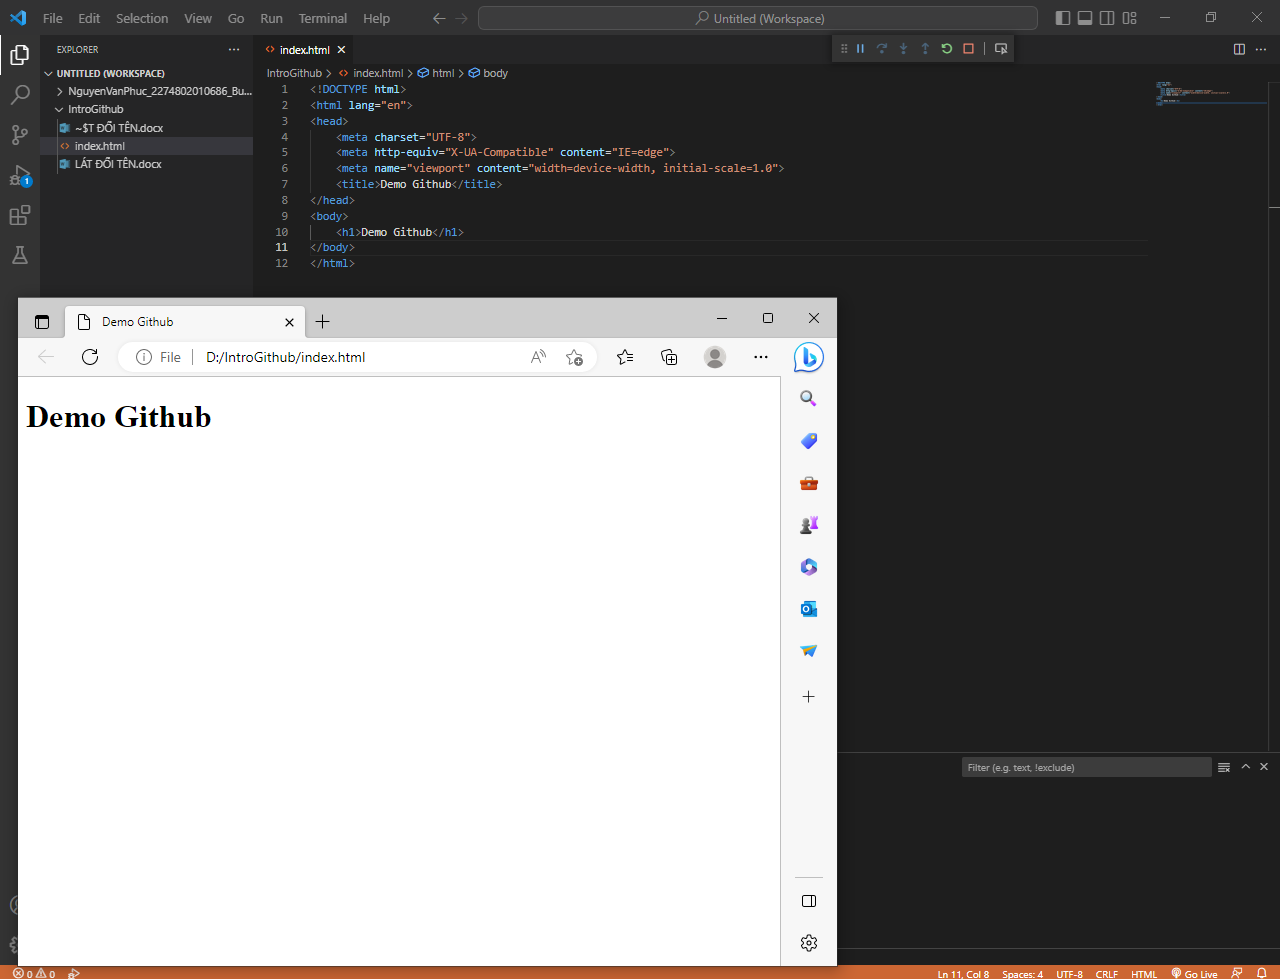 File Edit Selection View Go Run Terminal Help
Untitled (Workspace)
EXPLORER
index.html
UNTITLED (WORKSPACE)
NguyenVanPhuc_2274802010686_Bu...
IntroGithub
~$T ĐỔI TÊN.docx
index.html
LÁT ĐỔI TÊN.docx
1
IntroGithub > index.html > html > body
1 <!DOCTYPE html>
2 <html lang="en">
3 <head>
4 <meta charset="UTF-8">
5 <meta http-equiv="X-UA-Compatible" content="IE=edge">
6 <meta name="viewport" content="width=device-width, initial-scale=1.0">
7 <title>Demo Github</title>
8 </head>
9 <body>
10 <h1>Demo Github</h1>
11 </body>
12 </html>
Demo Github
File D:/IntroGithub/index.html
Demo Github
Filter (e.g. text, !exclude)
0 0
Ln 11, Col 8 Spaces: 4 UTF-8 CRLF HTML Go Live